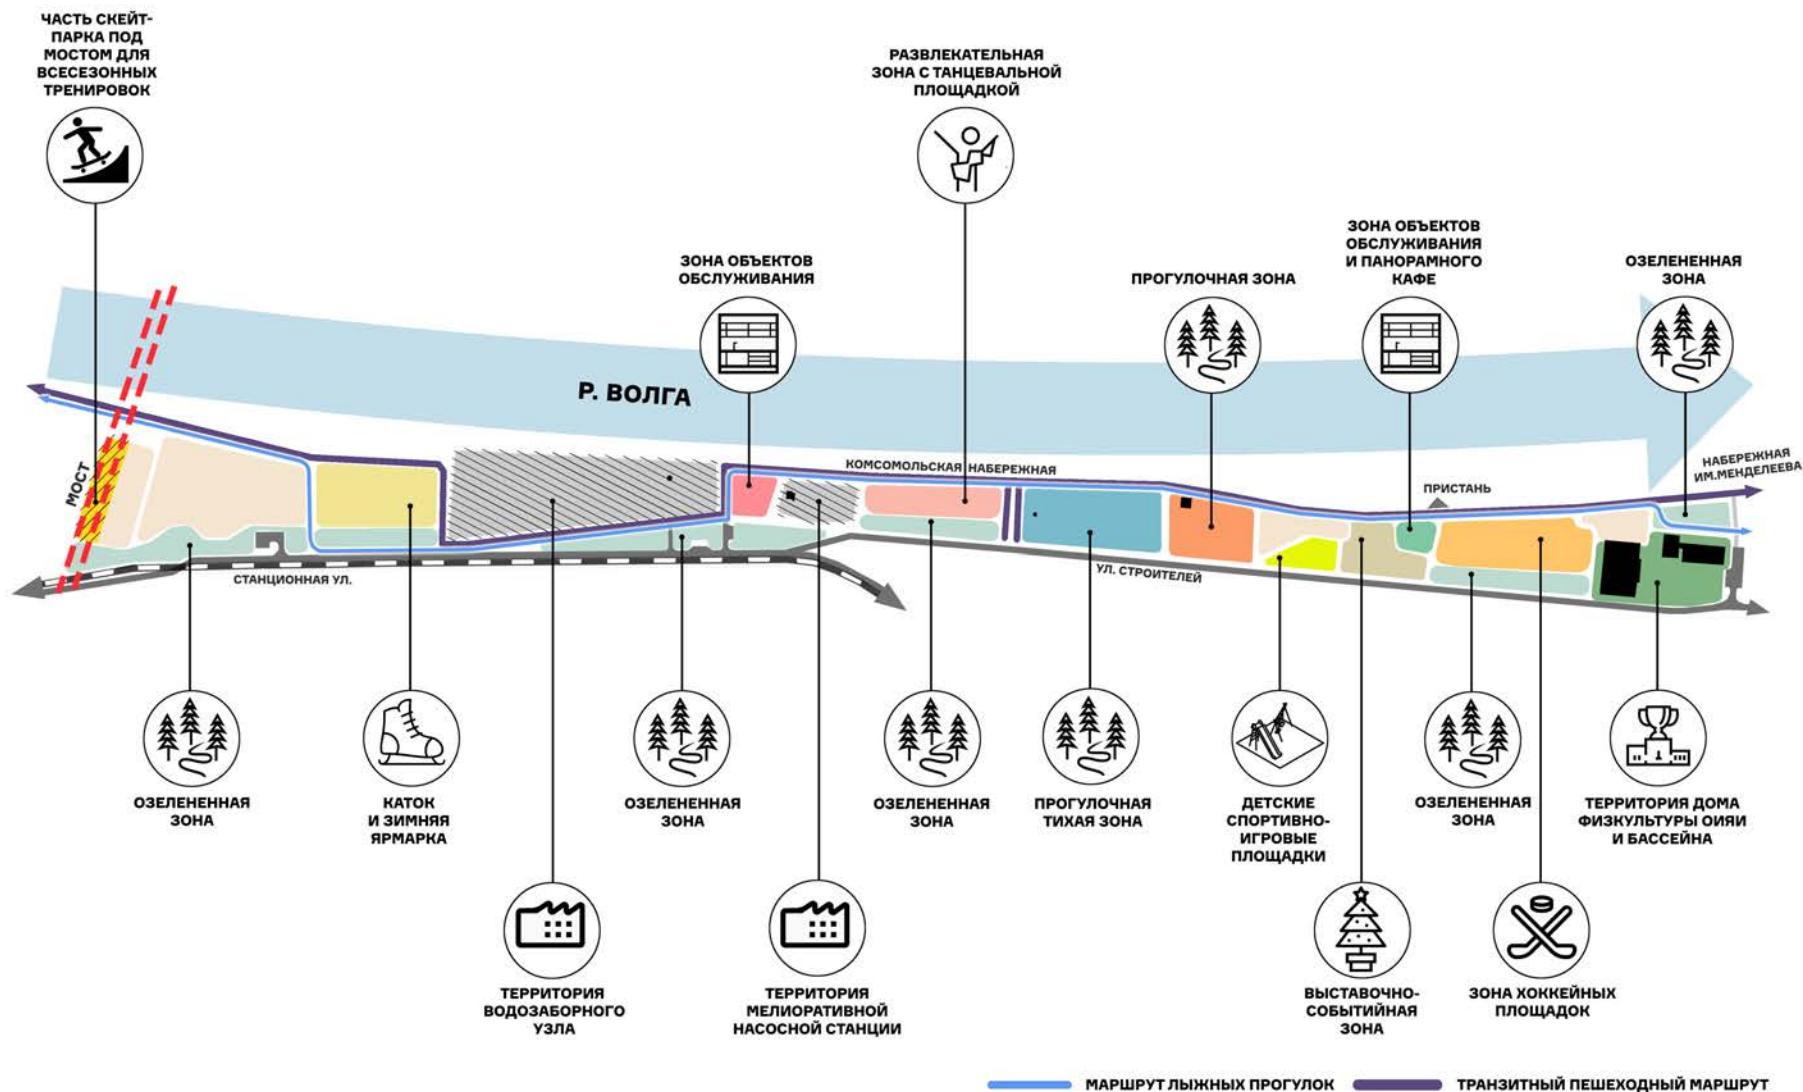 ЧАСТЬ СКЕЙТ-
ПАРКА ПОД
МОСТОМ ДЛЯ
ВСЕСЕЗОННЫХ
ТРЕНИРОВОК
РАЗВЛЕКАТЕЛЬНАЯ
ЗОНА С ТАНЦЕВАЛЬНОЙ
ПЛОЩАДКОЙ
ЗОНА ОБЪЕКТОВ
ОБСЛУЖИВАНИЯ
ПРОГУЛОЧНАЯ ЗОНА
ЗОНА ОБЪЕКТОВ
ОБСЛУЖИВАНИЯ
И ПАНОРАМНОГО
КАФЕ
ОЗЕЛЕНЕННАЯ
ЗОНА
Р. ВОЛГА
МОСТ
КОМСОМОЛЬСКАЯ НАБЕРЕЖНАЯ
ПРИСТАНЬ
НАБЕРЕЖНАЯ
ИМ.МЕНДЕЛЕЕВА
СТАНЦИОННАЯ УЛ.
УЛ. СТРОИТЕЛЕЙ
ОЗЕЛЕНЕННАЯ
ЗОНА
КАТОК
И ЗИМНЯЯ
ЯРМАРКА
ОЗЕЛЕНЕННАЯ
ЗОНА
ОЗЕЛЕНЕННАЯ
ЗОНА
ПРОГУЛОЧНАЯ
ТИХАЯ ЗОНА
ДЕТСКИЕ
СПОРТИВНО-
ИГРОВЫЕ
ПЛОЩАДКИ
ОЗЕЛЕНЕННАЯ
ЗОНА
ТЕРРИТОРИЯ ДОМА
ФИЗКУЛЬТУРЫ ОИЯИ
И БАССЕЙНА
ТЕРРИТОРИЯ
ВОДОЗАБОРНОГО
УЗЛА
ТЕРРИТОРИЯ
МЕЛИОРАТИВНОЙ
НАСОСНОЙ СТАНЦИИ
ВЫСТАВОЧНО-
СОБЫТИЙНАЯ
ЗОНА
ЗОНА ХОККЕЙНЫХ
ПЛОЩАДОК
МАРШРУТ ЛЫЖНЫХ ПРОГУЛОК
ТРАНЗИТНЫЙ ПЕШЕХОДНЫЙ МАРШРУТ